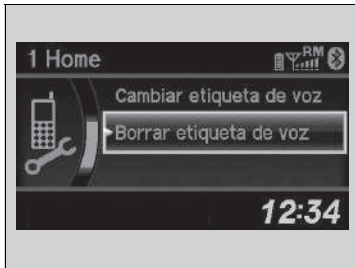 1 Home
RM
Cambiar etiqueta de voz
Borrar etiqueta de voz
12:34